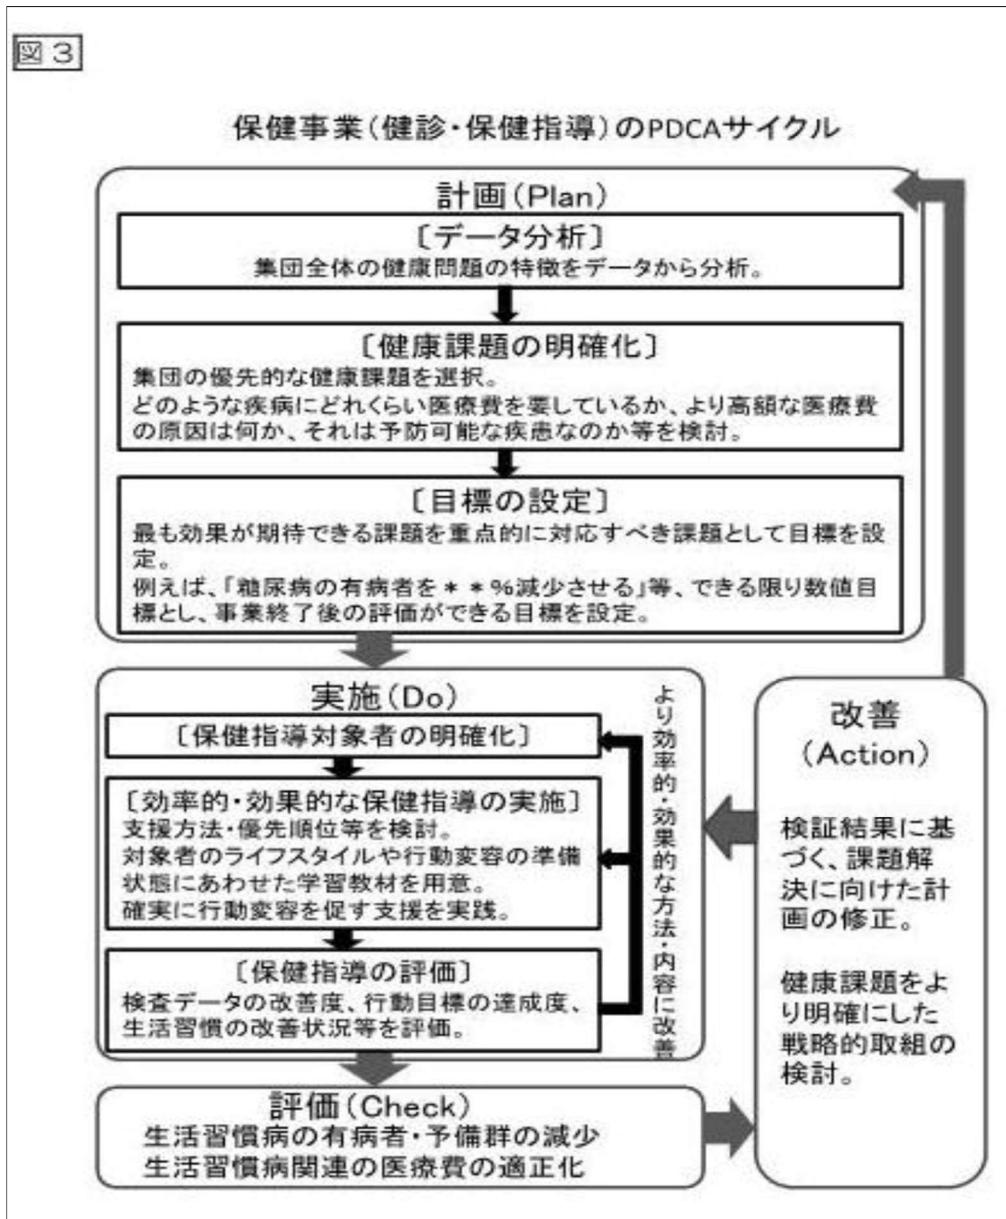 図3
保健事業(健診・保健指導)のPDCAサイクル
計画(Plan)
〔データ分析〕
集団全体の健康問題の特徴をデータから分析。
〔健康課題の明確化〕
集団の優先的な健康課題を選択。
どのような疾病にどれくらい医療費を要しているか、より高額な医療費
の原因は何か、それは予防可能な疾患なのか等を検討。
〔目標の設定〕
最も効果が期待できる課題を重点的に対応すべき課題として目標を設
定。
例えば、「糖尿病の有病者を**%減少させる」等、できる限り数値目
標とし、事業終了後の評価ができる目標を設定。
実施(Do)
〔保健指導対象者の明確化〕
〔効率的・効果的な保健指導の実施〕
支援方法・優先順位等を検討。
対象者のライフスタイルや行動変容の準備
状態にあわせた学習教材を用意。
確実に行動変容を促す支援を実践。
〔保健指導の評価〕
検査データの改善度、行動目標の達成度、
生活習慣の改善状況等を評価。
より効率的・効果的な方法・内容に改善
評価(Check)
生活習慣病の有病者・予備群の減少
生活習慣病関連の医療費の適正化
改善
(Action)
検証結果に基
づく、課題解
決に向けた計
画の修正。
健康課題をよ
り明確にした
戦略的取組の
検討。